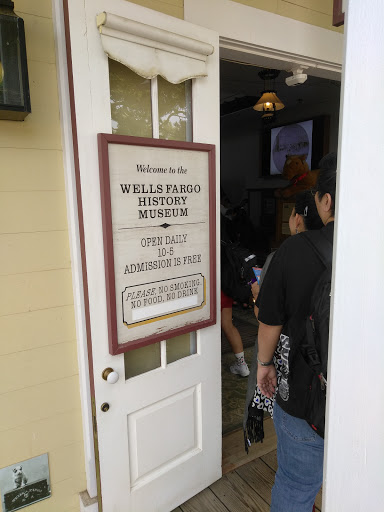 Welcome to the
WELLS FARGO
HISTORY
MUSEUM
OPEN DAILY
10-5
ADMISSION IS FREE
PLEASE, NO SMOKING,
NO FOOD, NO DRINK